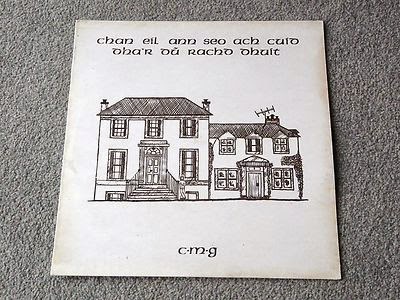 chan eil ann seo ach cuid
dha'r dù rachd dhuit
c·m·g